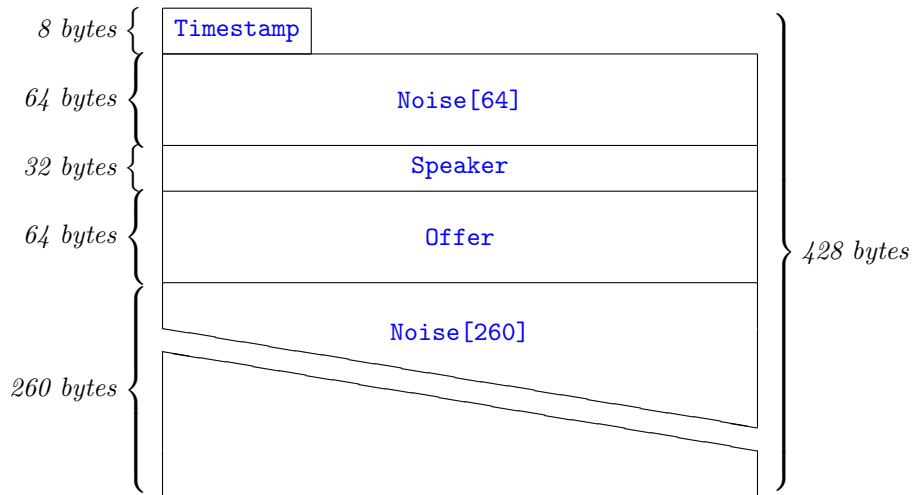 8 bytes
Timestamp
64 bytes
Noise[64]
32 bytes
Speaker
64 bytes
Offer
428 bytes
Noise[260]
260 bytes